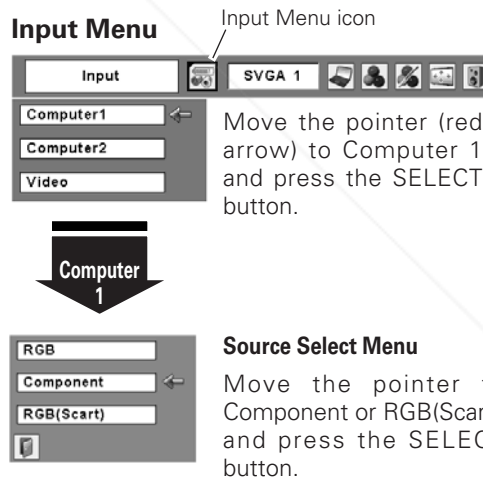 Input Menu icon
Input Menu
Input
SVGA 1
Computer1
Computer2
Video
Move the pointer (red
arrow) to Computer 1
and press the SELECT
button.
Computer
1
RGB
Component
RGB(Scart)
Source Select Menu
Move the pointer
Component or RGB(Scar
and press the SELEC
button.